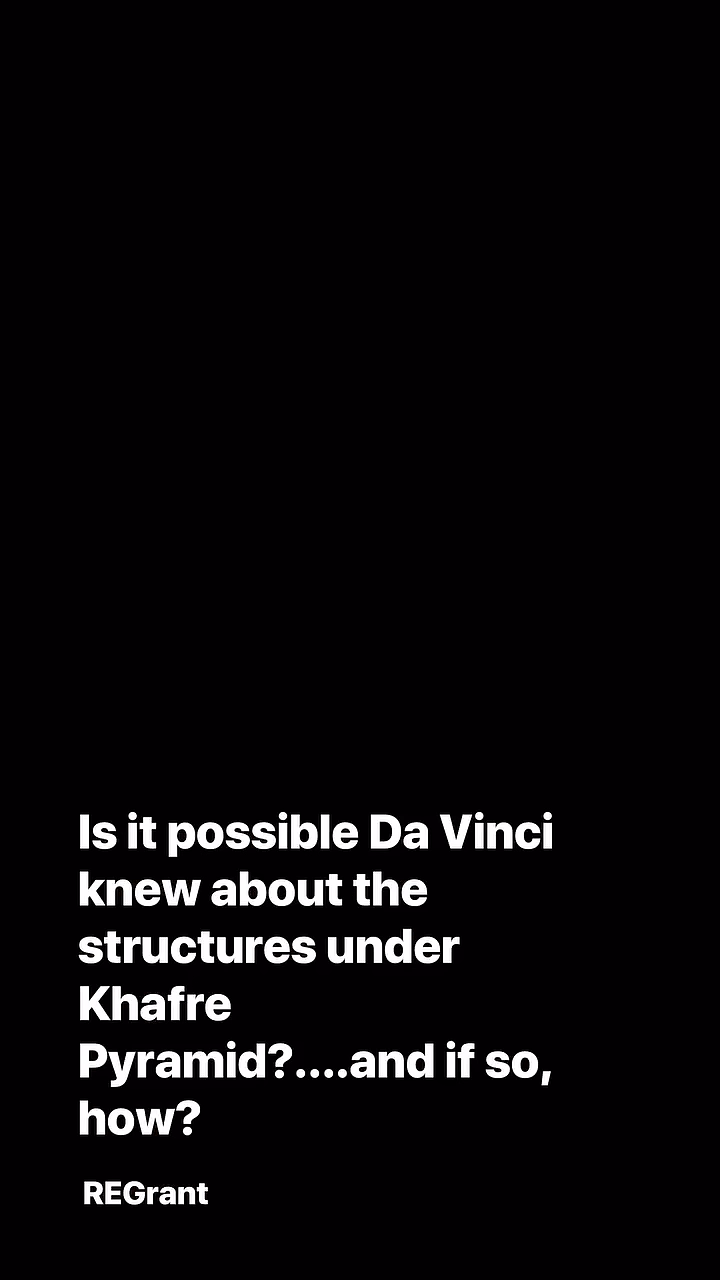 Is it possible Da Vinci
knew about the
structures under
Khafre
Pyramid?....and if so,
how?
REGrant